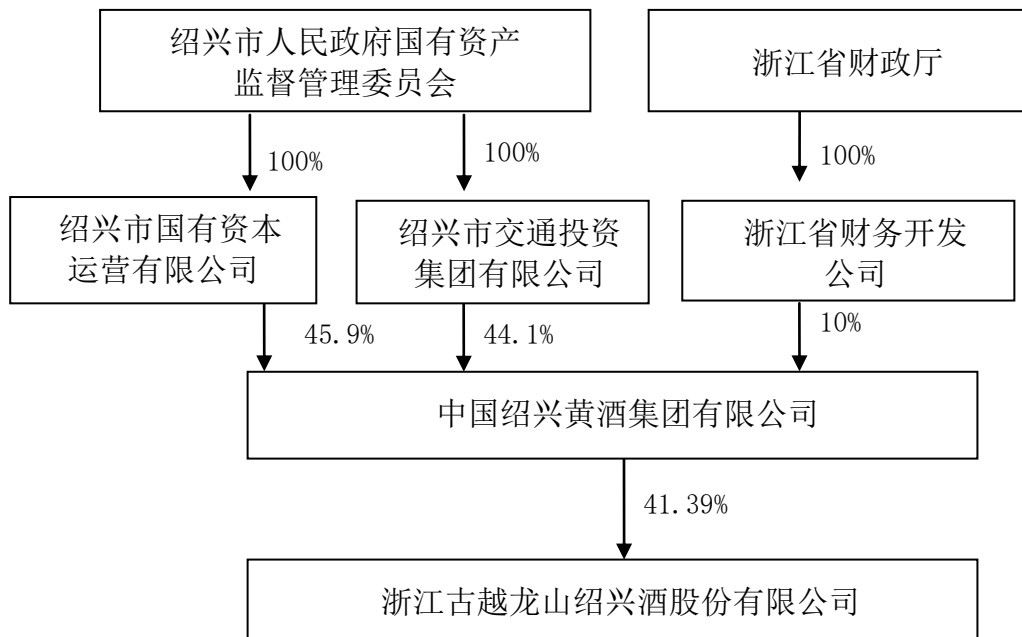 绍兴市人民政府国有资产
监督管理委员会
浙江省财政厅
100%
100%
100%
绍兴市国有资本
运营有限公司
绍兴市交通投资
集团有限公司
浙江省财务开发
公司
45.9%
44.1%
10%
中国绍兴黄酒集团有限公司
41.39%
浙江古越龙山绍兴酒股份有限公司